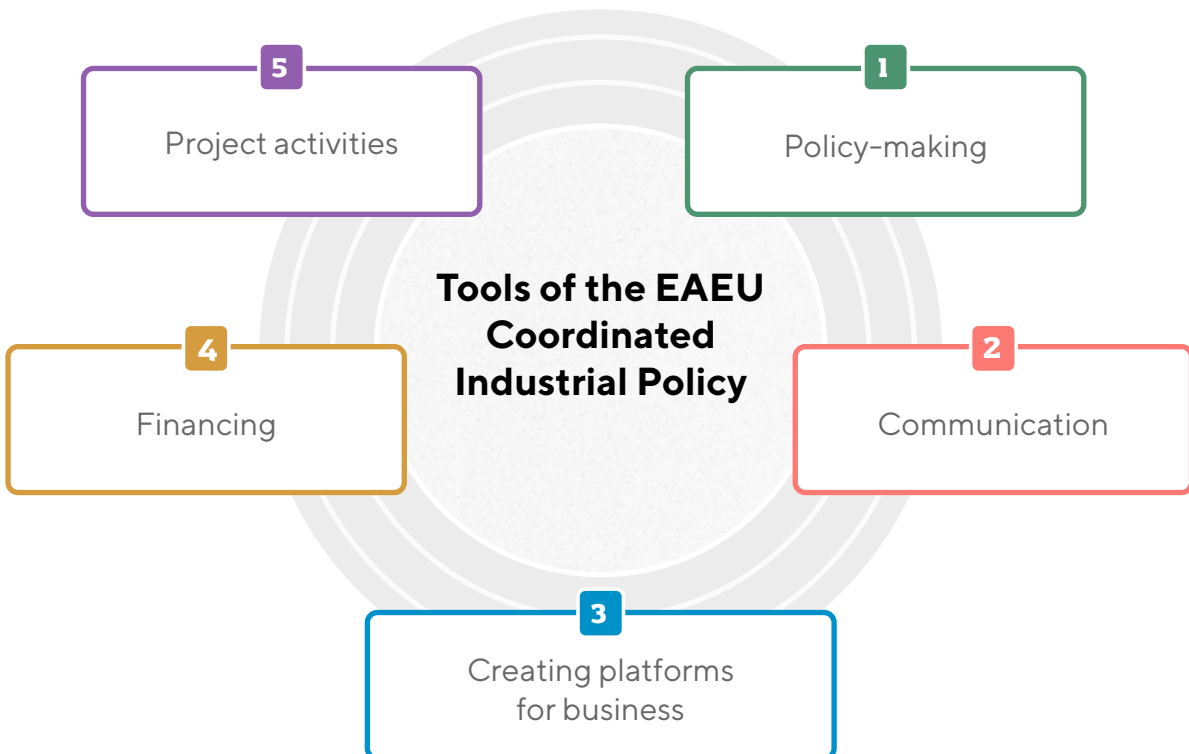 Tools of the EAEU
Coordinated
Industrial Policy
1
Policy-making
2
Communication
3
Creating platforms
for business
4
Financing
5
Project activities